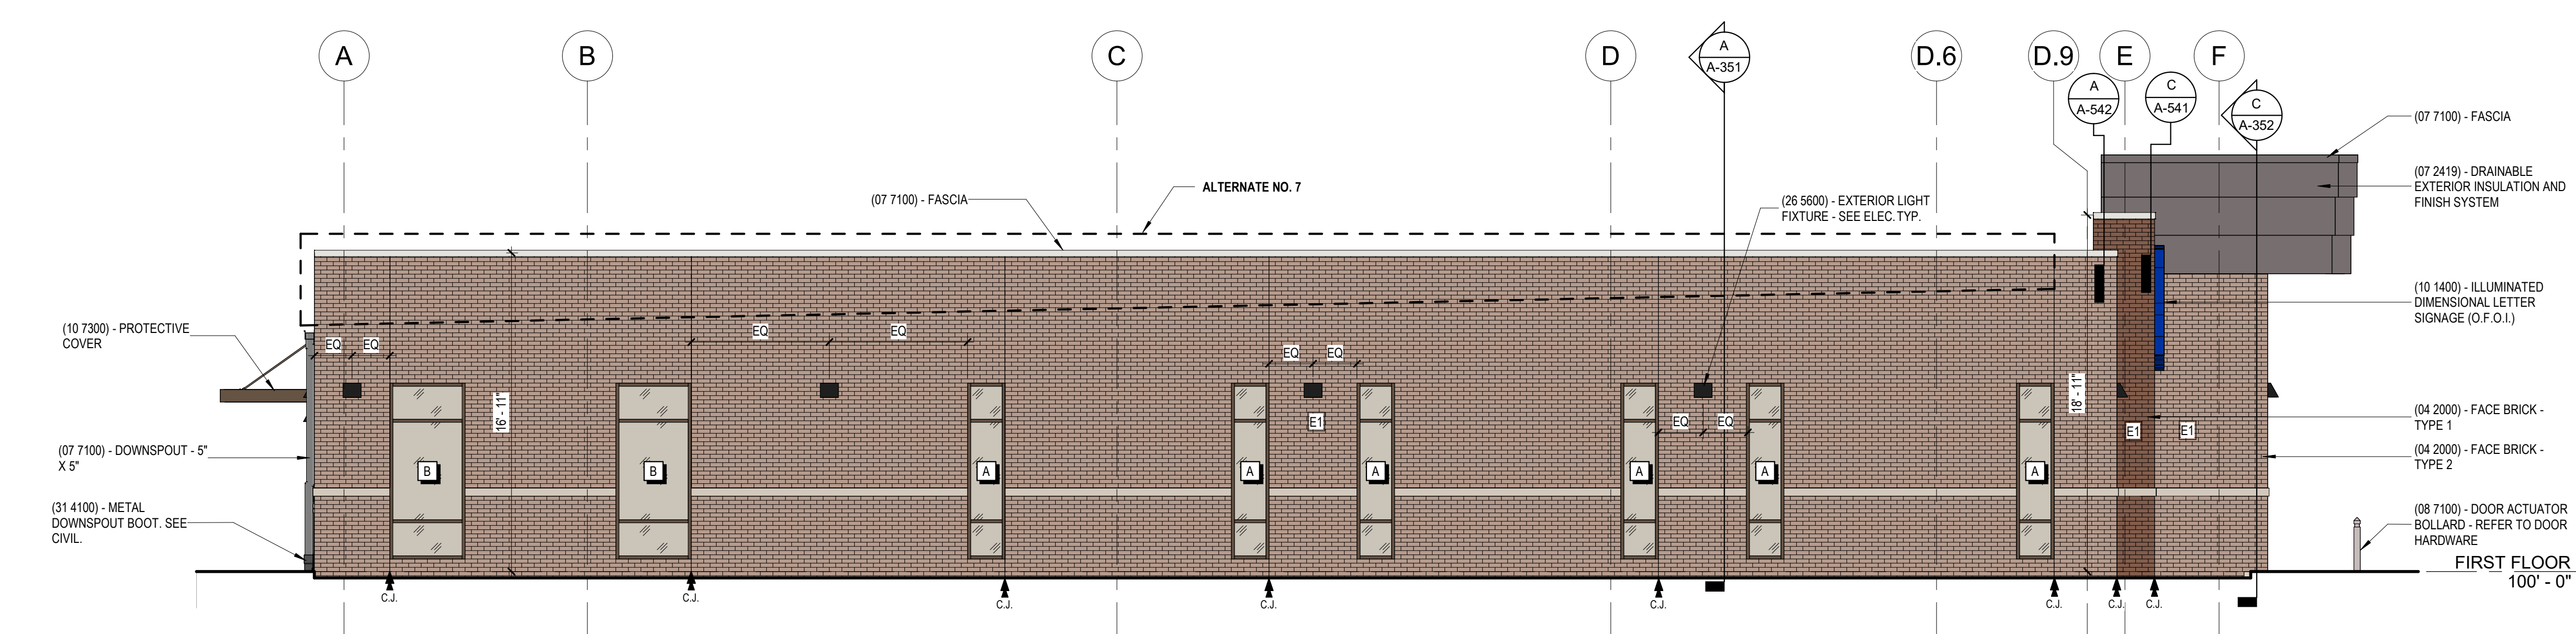 A
B
C
D
A
A-351
D.6
D.9
E
F
A
A-542
C
A-541
C
A-352
(07 7100) - FASCIA
(07 2419) - DRAINABLE
EXTERIOR INSULATION AND
FINISH SYSTEM
ALTERNATE NO. 7
(07 7100) - FASCIA
(26 5600) - EXTERIOR LIGHT
FIXTURE - SEE ELEC.TYP.
(10 1400) - ILLUMINATED
DIMENSIONAL LETTER
SIGNAGE (O.F.O.I.)
(10 7300) - PROTECTIVE
COVER
EQ
EQ
EQ
EQ
EQ
EQ
16' - 11"
18' - 11"
E1
EQ
EQ
E1
E1
(04 2000) - FACE BRICK -
TYPE 1
(04 2000) - FACE BRICK -
TYPE 2
(07 7100) - DOWNSPOUT - 5"
X 5"
B
B
A
A
A
A
A
A
(31 4100) - METAL
DOWNSPOUT BOOT. SEE
CIVIL.
(08 7100) - DOOR ACTUATOR
BOLLARD - REFER TO DOOR
HARDWARE
FIRST FLOOR
100' - 0"
C.J.
C.J.
C.J.
C.J.
C.J.
C.J.
C.J.
C.J.